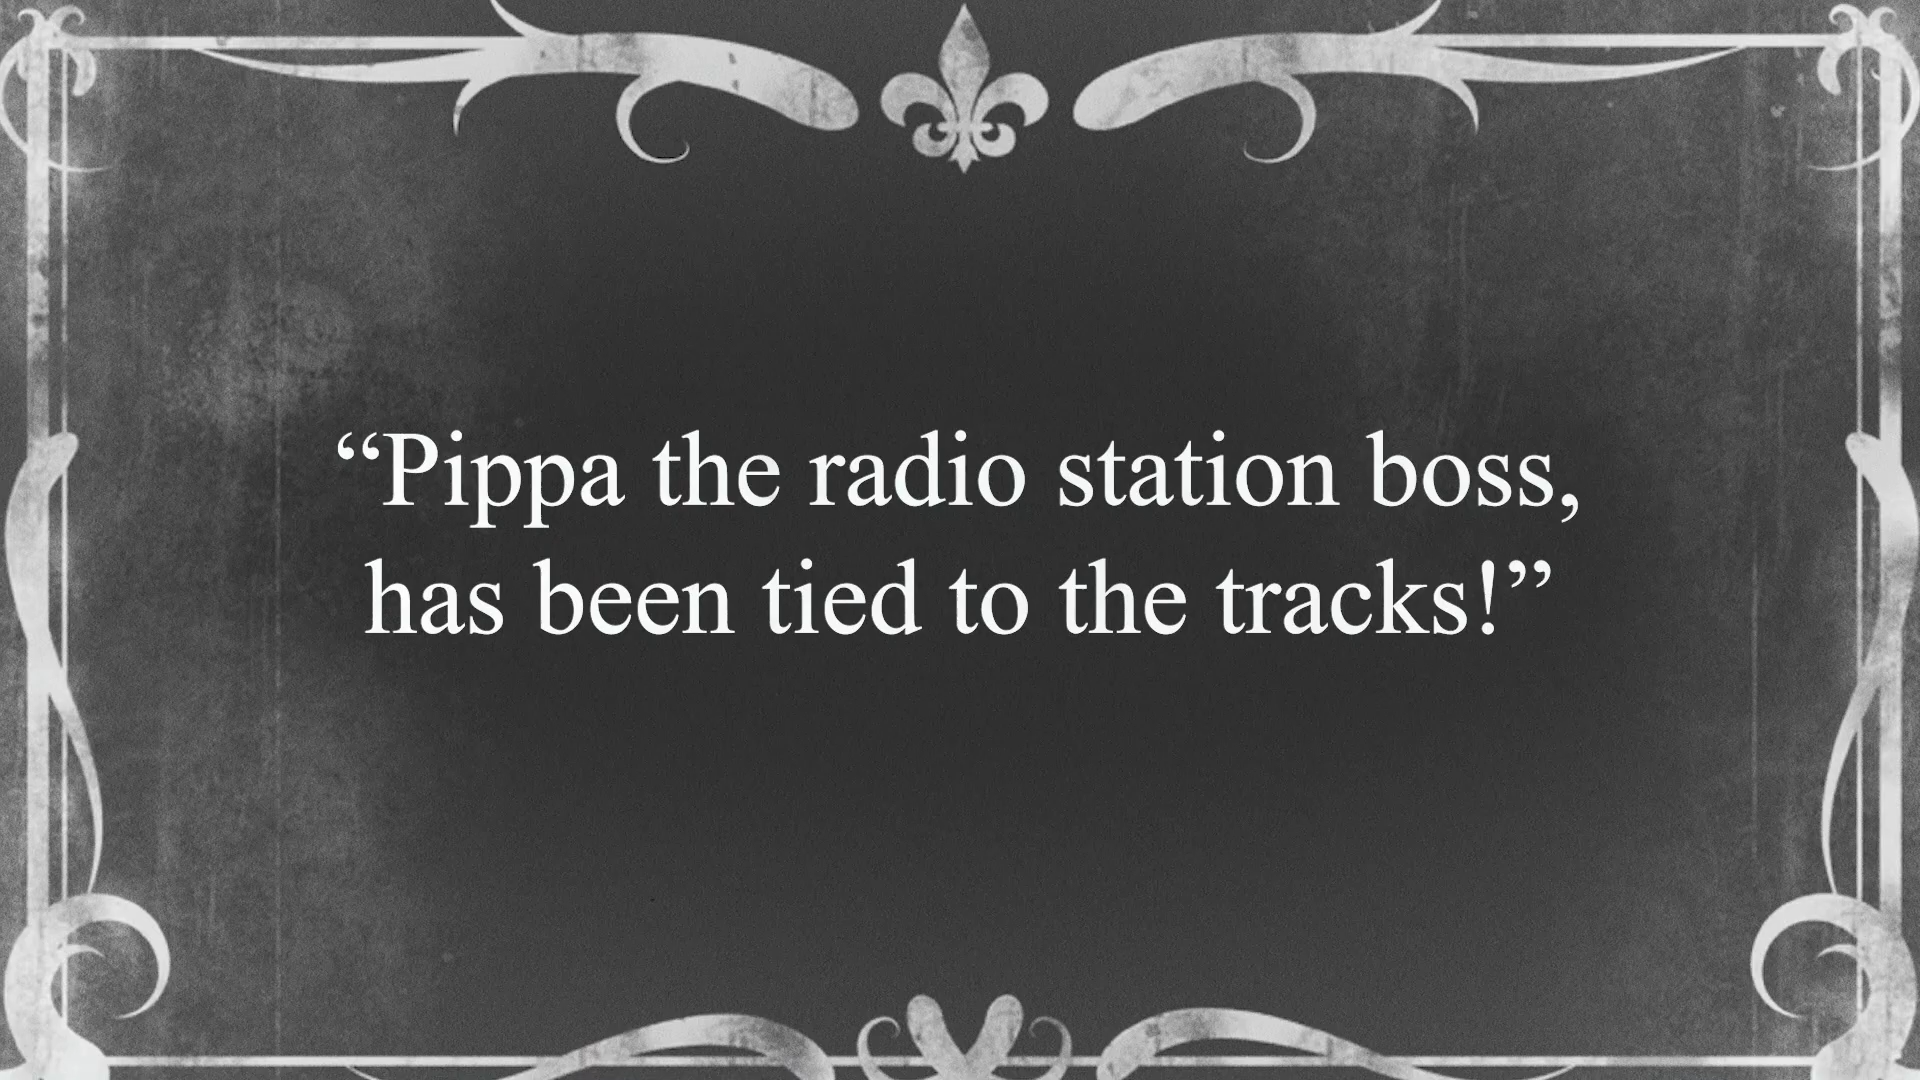 “Pippa the radio station boss,
has been tied to the tracks!”